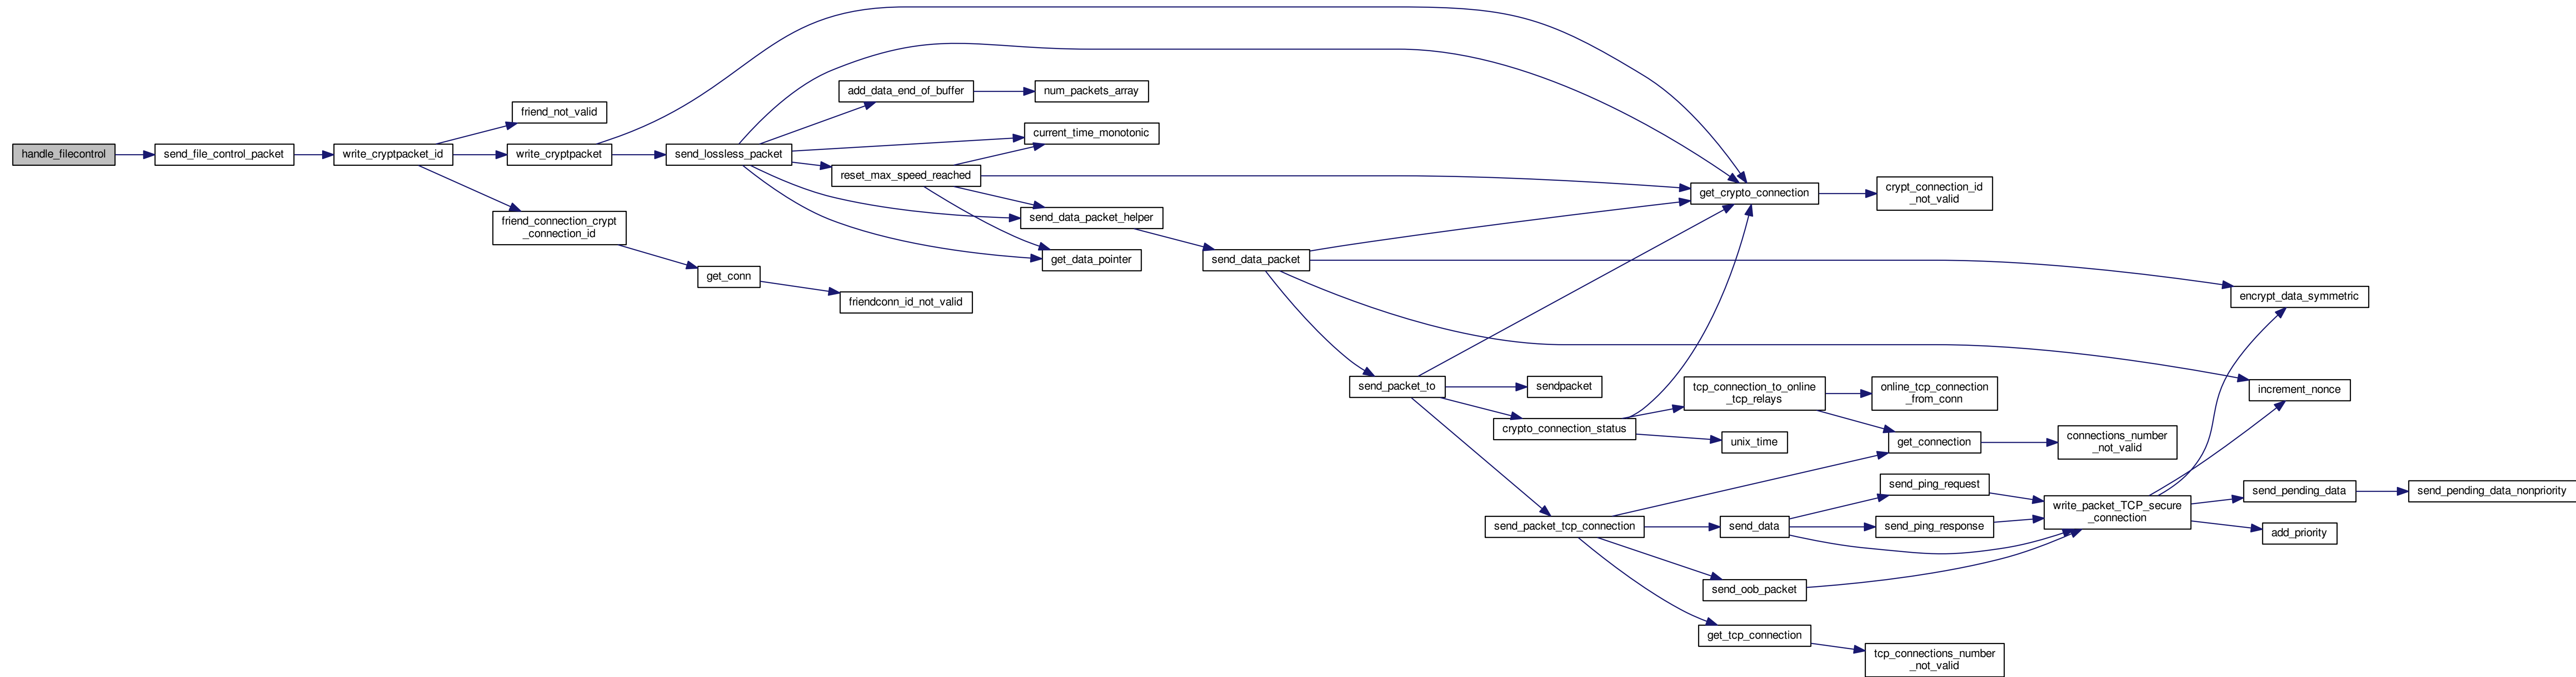 handle_filecontrol
send_file_control_packet
write_cryptpacket_id
friend_not_valid
write_cryptpacket
friend_connection_crypt
_connection_id
send_lossless_packet
get_conn
add_data_end_of_buffer
reset_max_speed_reached
friendconn_id_not_valid
num_packets_array
current_time_monotonic
send_data_packet_helper
get_data_pointer
send_data_packet
send_packet_to
sendpacket
crypto_connection_status
send_packet_tcp_connection
get_crypto_connection
tcp_connection_to_online
_tcp_relays
unix_time
send_data
send_oob_packet
get_tcp_connection
crypt_connection_id
_not_valid
online_tcp_connection
_from_conn
get_connection
send_ping_request
send_ping_response
tcp_connections_number
_not_valid
connections_number
_not_valid
write_packet_TCP_secure
_connection
encrypt_data_symmetric
increment_nonce
send_pending_data
add_priority
send_pending_data_nonpriority